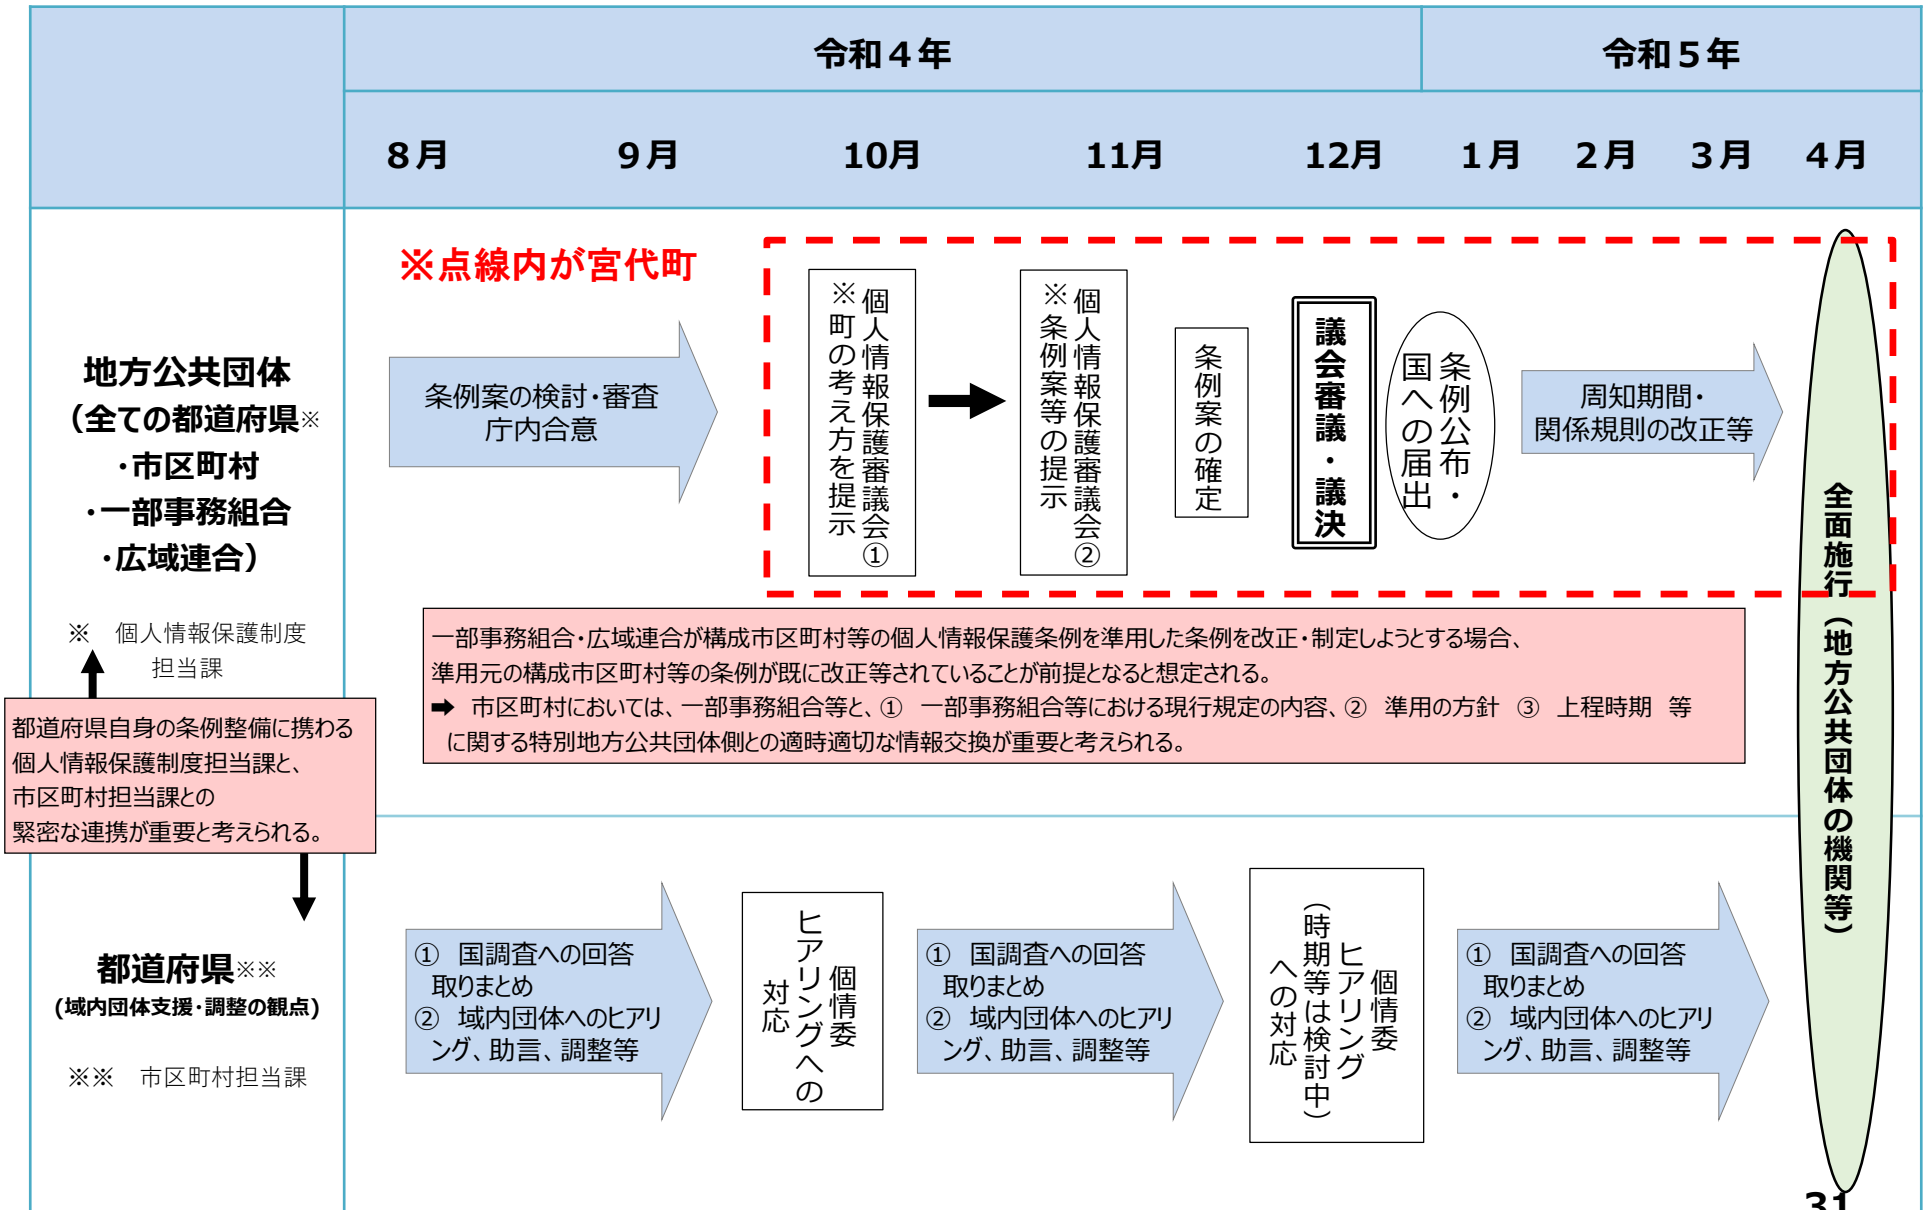 令和４年
令和５年
８月
９月
10月
11月
12月
１月
２月
３月
４月
地方公共団体
（全ての都道府県※
・市区町村
・一部事務組合
・広域連合）
※　個人情報保護制度
担当課
※点線内が宮代町
条例案の検討・審査
庁内合意
個人情報保護審議会①
※町の考え方を提示
個人情報保護審議会②
※条例案等の提示
条例案の確定
議会審議・議決
条例公布・
国への届出
周知期間・
関係規則の改正等
全面施行（地方公共団体の機関等）
一部事務組合・広域連合が構成市区町村等の個人情報保護条例を準用した条例を改正・制定しようとする場合、
準用元の構成市区町村等の条例が既に改正等されていることが前提となると想定される。
➡　市区町村においては、一部事務組合等と、①　一部事務組合等における現行規定の内容、②　準用の方針　③　上程時期　等
に関する特別地方公共団体側との適時適切な情報交換が重要と考えられる。
都道府県自身の条例整備に携わる
個人情報保護制度担当課と、
市区町村担当課との
緊密な連携が重要と考えられる。
都道府県※※
(域内団体支援・調整の観点)
※※　市区町村担当課
①　国調査への回答
取りまとめ
②　域内団体へのヒアリ
ング、助言、調整等
個情委
ヒアリングへの
対応
①　国調査への回答
取りまとめ
②　域内団体へのヒアリ
ング、助言、調整等
個情委
ヒアリング
（時期等は検討中）
への対応
①　国調査への回答
取りまとめ
②　域内団体へのヒアリ
ング、助言、調整等
31